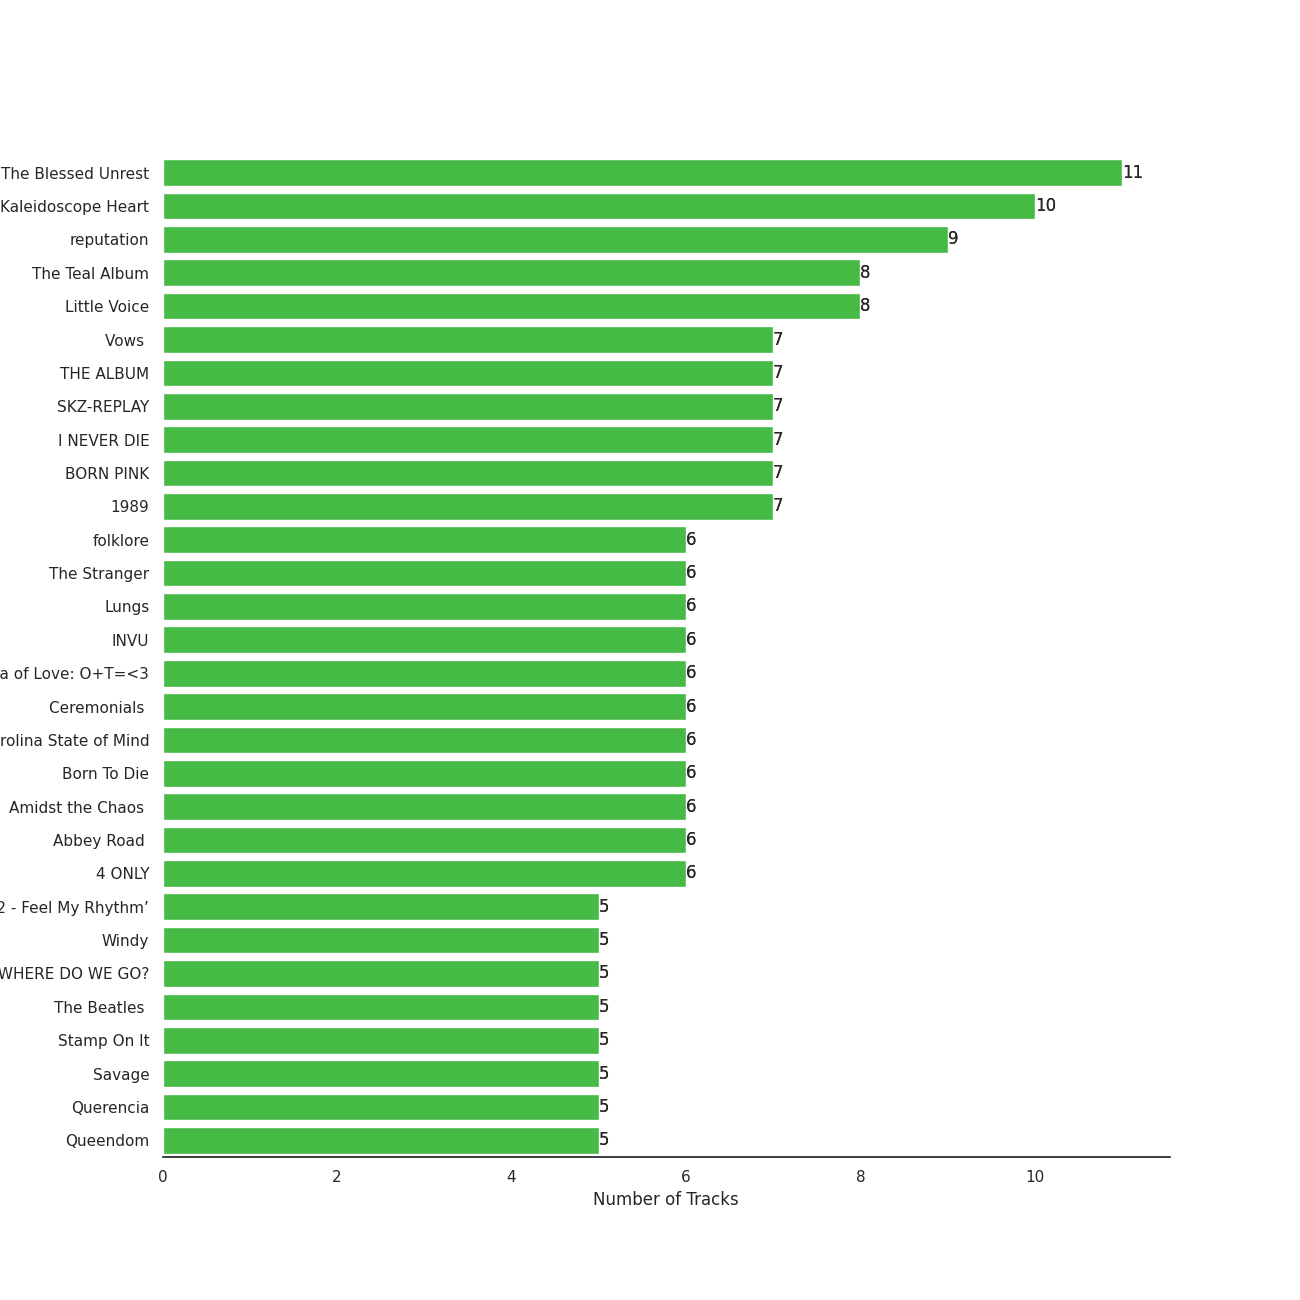 The Blessed Unrest 11
Kaleidoscope Heart 10
reputation 9
The Teal Album 8
Little Voice 8
Vows 7
THE ALBUM 7
SKZ-REPLAY 7
I NEVER DIE 7
BORN PINK 7
1989 7
folklore 6
The Stranger 6
Lungs 6
INVU 6
of Love: O+T=<3 6
Ceremonials 6
State of Mind 6
Born To Die 6
Amidst the Chaos 6
Abbey Road 6
4 ONLY 6
2 - Feel My Rhythm’ 5
Windy 5
WHERE DO WE GO? 5
The Beatles 5
Stamp On It 5
Savage 5
Querencia 5
Queendom 5
0 2 4 6 8 10
Number of Tracks